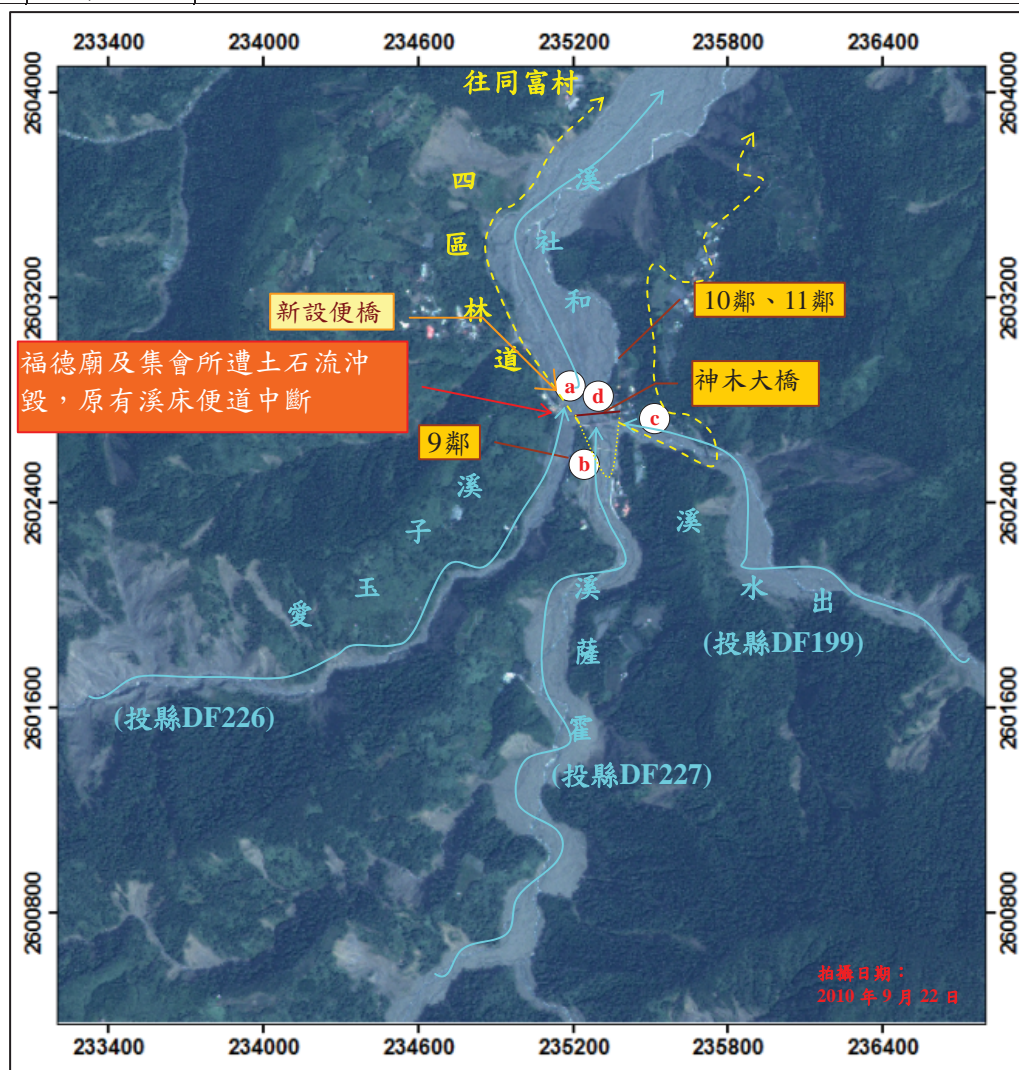 233400 234000 234600 235200 235800 236400
2604000
2604000
往同富村
四區林道
和社溪
2603200
2603200
新設便橋
10鄰、11鄰
福德廟及集會所遭土石流沖
毀，原有溪床便道中斷
神木大橋
a
d
c
9鄰
b
2602400
2602400
愛玉子溪
出水溪
霍薩溪
(投縣DF199)
2601600
2601600
(投縣DF226)
(投縣DF227)
2600800
2600800
拍攝日期：
2010 年 9 月 22 日
233400 234000 234600 235200 235800 236400